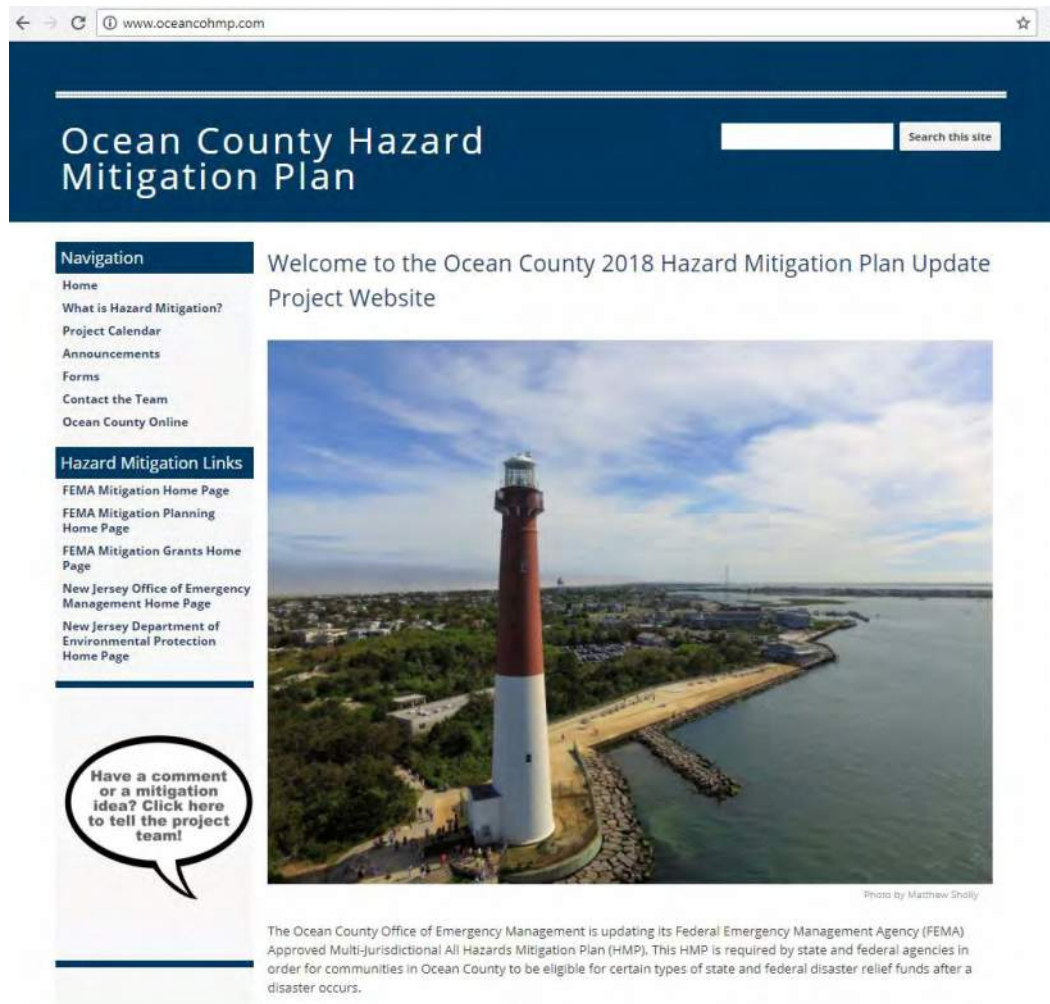 www.oceancohmp.com
Ocean County Hazard
Mitigation Plan
Search this site
Navigation
Home
What is Hazard Mitigation?
Project Calendar
Announcements
Forms
Contact the Team
Ocean County Online
Hazard Mitigation Links
FEMA Mitigation Home Page
FEMA Mitigation Planning
Home Page
FEMA Mitigation Grants Home
Page
New Jersey Office of Emergency
Management Home Page
New Jersey Department of
Environmental Protection
Home Page
Have a comment
or a mitigation
idea? Click here
to tell the project
team!
Welcome to the Ocean County 2018 Hazard Mitigation Plan Update
Project Website
Photo by Matthew Sholly
The Ocean County Office of Emergency Management is updating its Federal Emergency Management Agency (FEMA)
Approved Multi-Jurisdictional All Hazards Mitigation Plan (HMP). This HMP is required by state and federal agencies in
order for communities in Ocean County to be eligible for certain types of state and federal disaster relief funds after a
disaster occurs.